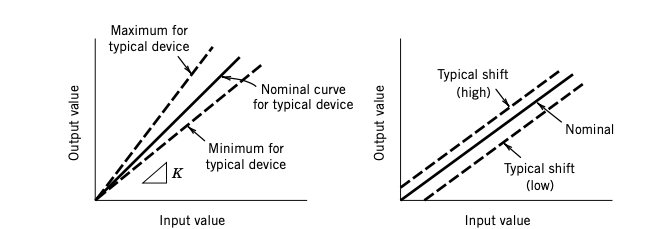 Maximum for
typical device
Output value
Nominal curve
for typical device
Minimum for
typical device
K
Input value
Output value
Typical shift
(high)
Nominal
Typical shift
(low)
Input value